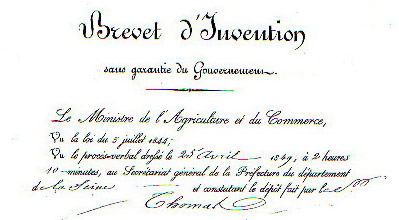 Brevet d'Invention
sans garantie du Gouvernement.
Le Ministre de l'Agriculture et du Commerce,
Vu la loi du 5 juillet 1844;
Vu le procès-verbal dressé le 25 Avril 1849, à 2 heures
10 minutes, au Secrétariat général de la Préfecture du département
de la Seine et constatant le dépôt fait par le
Thomas